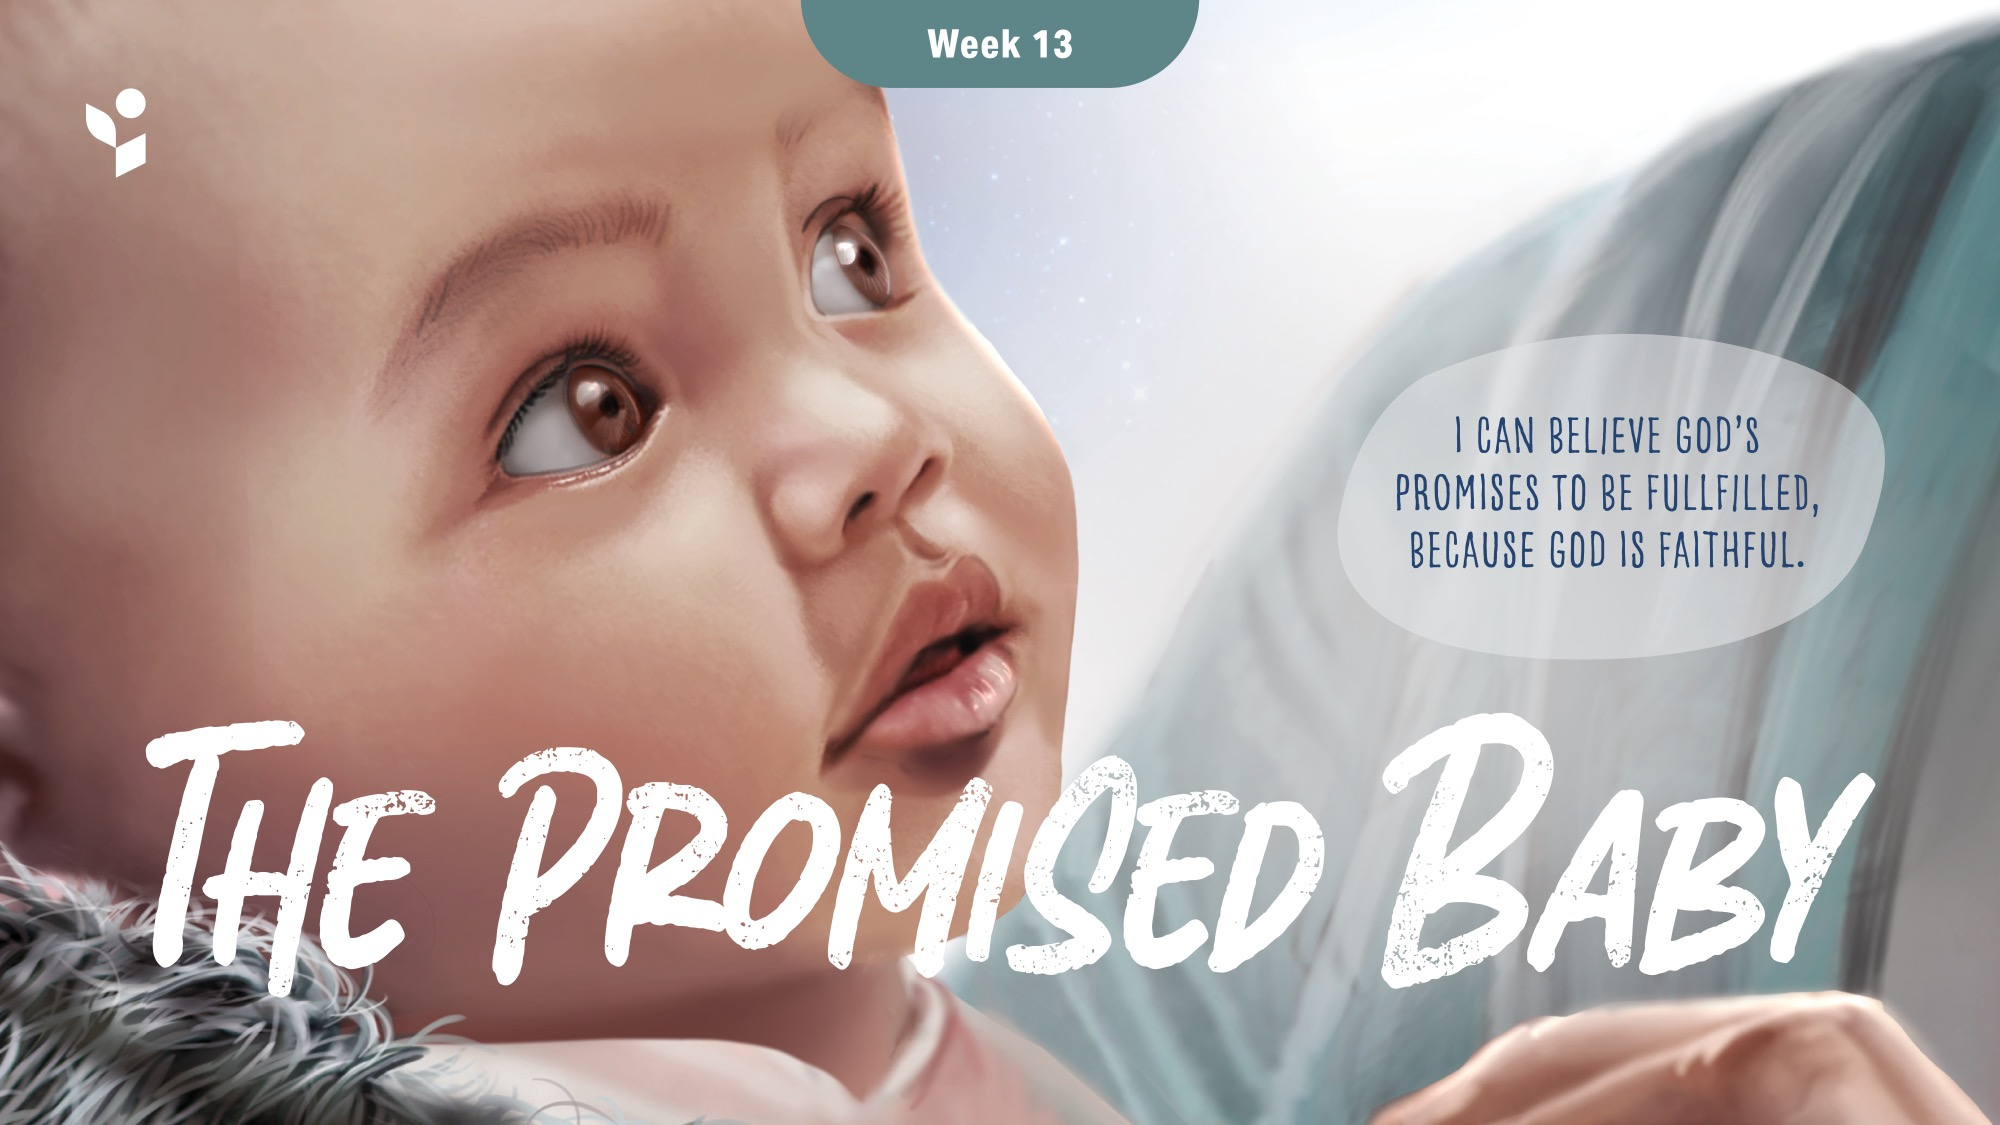 Week 13
I CAN BELIEVE GOD'S
PROMISES TO BE FULLFILLED,
BECAUSE GOD IS FAITHFUL.
THE PROMISED BABY